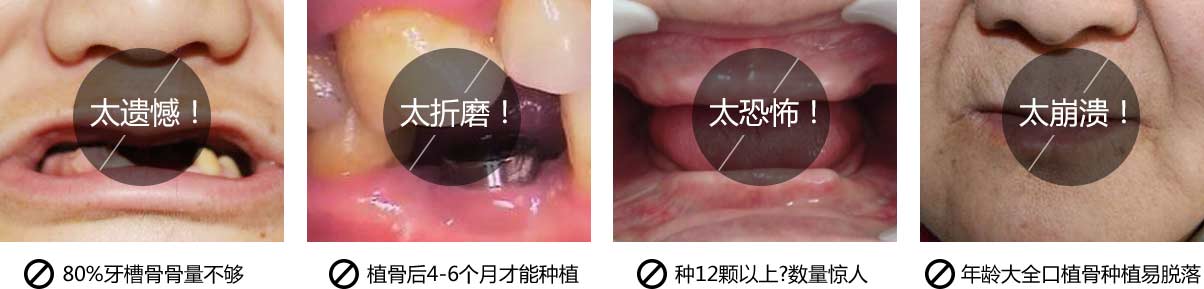 太遗憾！
太折磨！
太恐怖！
太崩溃！
80%牙槽骨骨量不够
植骨后4-6个月才能种植
种12颗以上?数量惊人
年龄大全口植骨种植易脱落